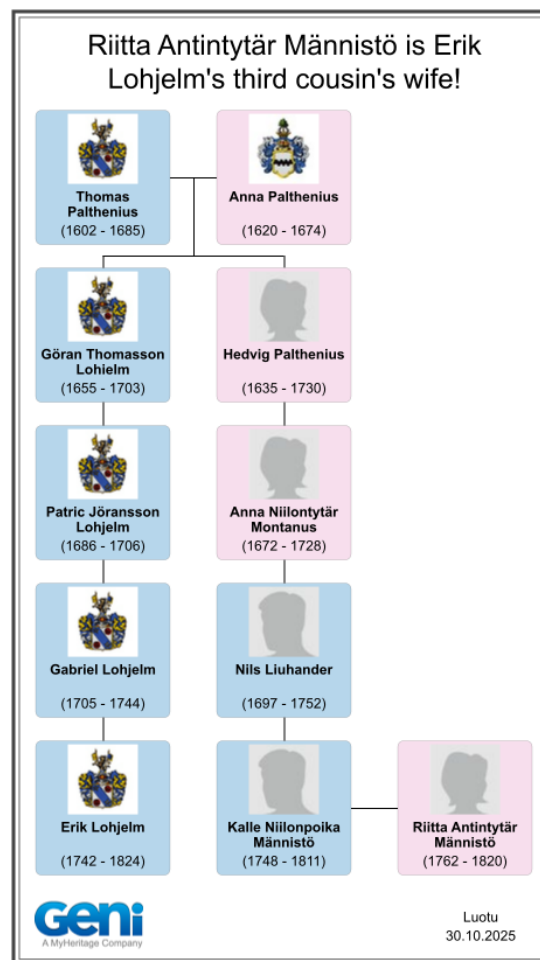 Riitta Antintytär Männistö is Erik
Lohjelm's third cousin's wife!
Thomas
Palthenius
(1602 - 1685)
Anna Palthenius
(1620 - 1674)
Göran Thomasson
Lohielm
(1655 - 1703)
Hedvig Palthenius
(1635 - 1730)
Patric Jöransson
Lohjelm
(1686 - 1706)
Anna Niilontytär
Montanus
(1672 - 1728)
Gabriel Lohjelm
(1705 - 1744)
Nils Liuhander
(1697 - 1752)
Erik Lohjelm
(1742 - 1824)
Kalle Niilonpoika
Männistö
(1748 - 1811)
Riitta Antintytär
Männistö
(1762 - 1820)
Geni
A MyHeritage Company
Luotu
30.10.2025